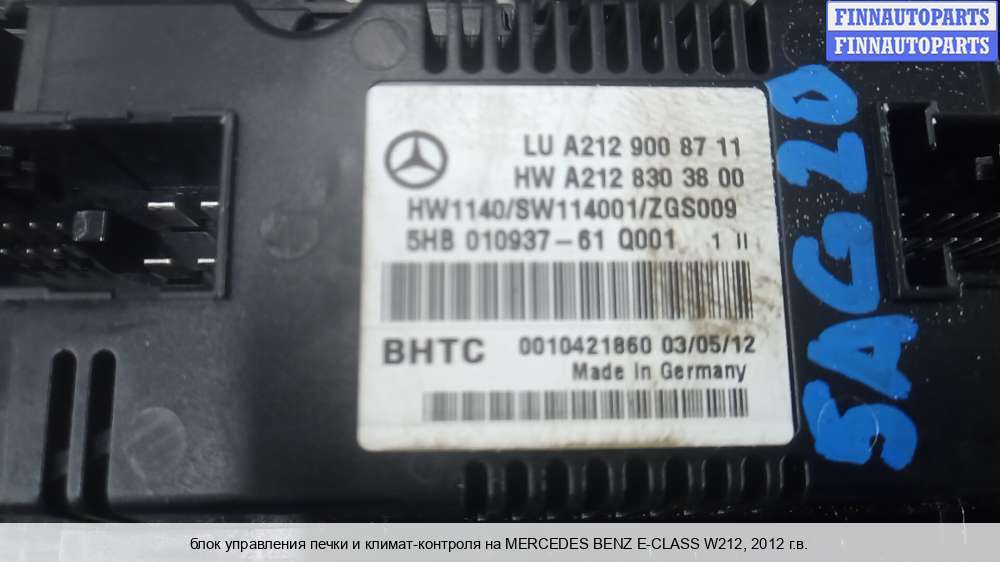 FINNAUTOPARTS
FINNAUTOPARTS
LU A212 900 87 11
HW A212 830 38 00
HW1140/SW114001/ZGS009
5HB 010937-61 Q001 1 II
BHTC 0010421860 03/05/12
Made in Germany
5AG20
блок управления печки и климат-контроля на MERCEDES BENZ E-CLASS W212, 2012 г.в.